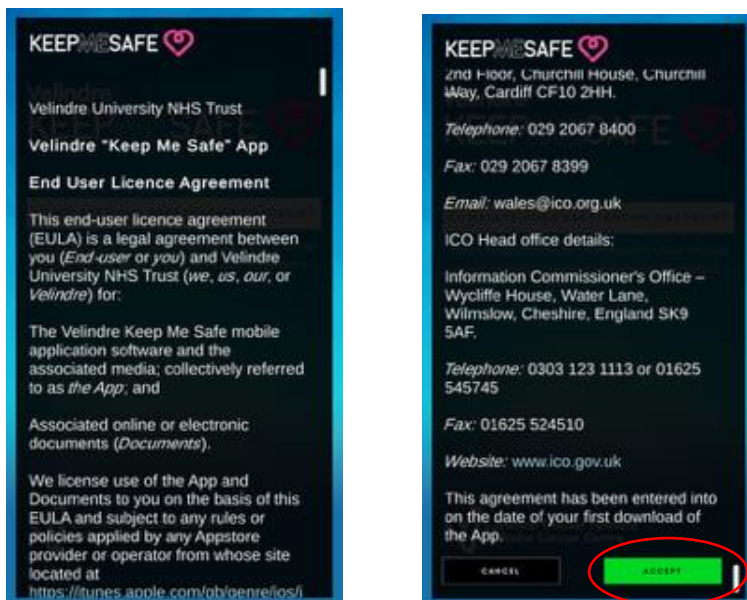 KEEPMESAFE
Velindre University NHS Trust
Velindre "Keep Me Safe" App
End User Licence Agreement
This end-user licence agreement
(EULA) is a legal agreement between
you (End-user or you) and Velindre
University NHS Trust (we, us, our, or
Velindre) for:
The Velindre Keep Me Safe mobile
application software and the
associated media; collectively referred
to as the App; and
Associated online or electronic
documents (Documents).
We license use of the App and
Documents to you on the basis of this
EULA and subject to any rules or
policies applied by any Appstore
provider or operator from whose site
located at
https://itunes.apple.com/gb/genre/ios/i
KEEPMESAFE
2nd Floor, Churchill House, Churchill
Way, Cardiff CF10 2HH.
Telephone: 029 2067 8400
Fax: 029 2067 8399
Email: wales@ico.org.uk
ICO Head office details:
Information Commissioner's Office –
Wycliffe House, Water Lane,
Wilmslow, Cheshire, England SK9
5AF.
Telephone: 0303 123 1113 or 01625
545745
Fax: 01625 524510
Website: www.ico.gov.uk
This agreement has been entered into
on the date of your first download of
the App.
CANCEL
ACCEPT